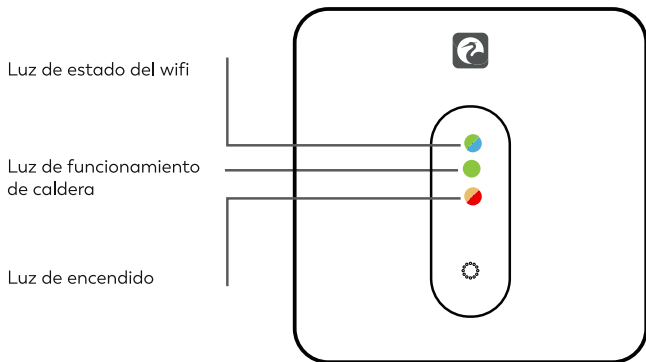 Luz de estado del wifi
Luz de funcionamiento
de caldera
Luz de encendido